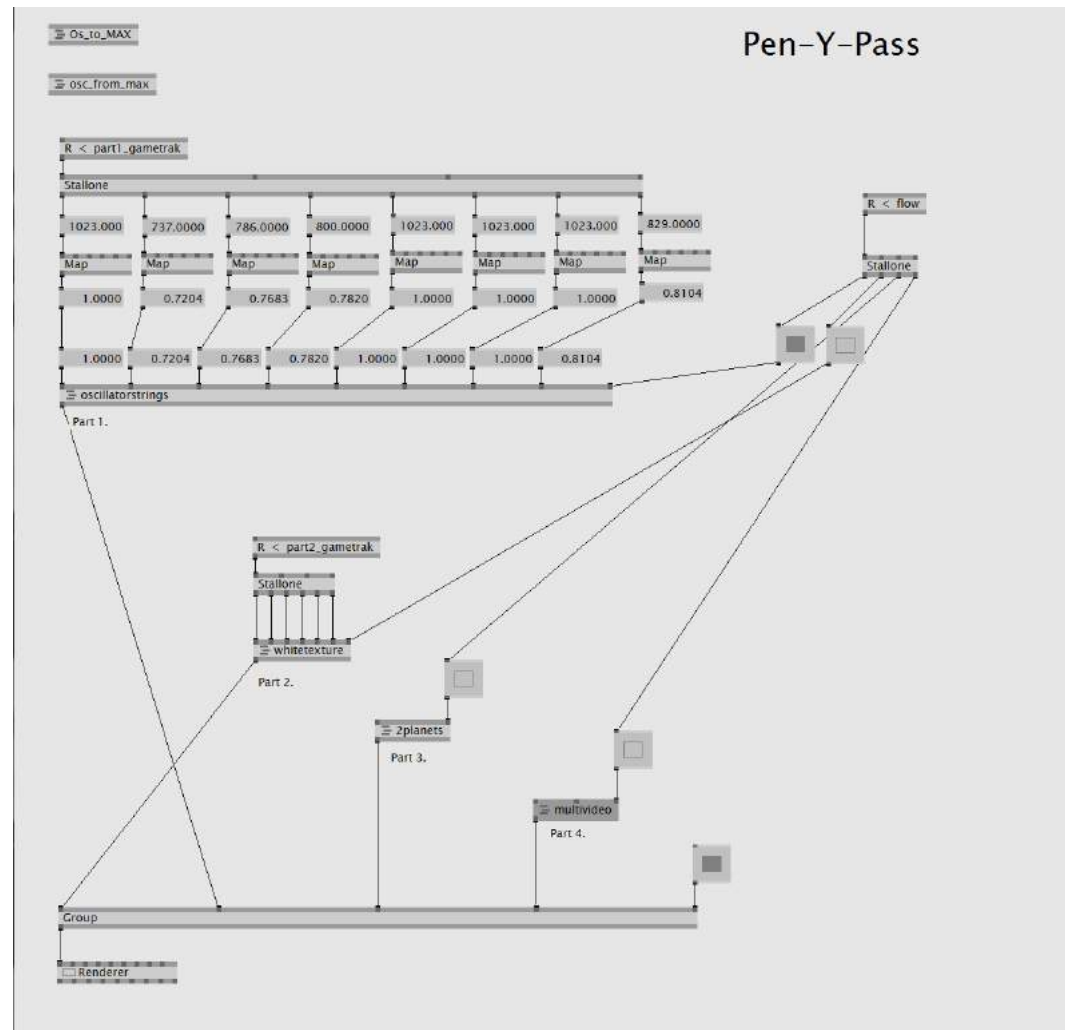 Os_to_MAX
Pen-Y-Pass
osc_from_max
R < part1_gametrak
Stallone
R < flow
1023.000 737.0000 786.0000 800.0000 1023.000 1023.000 1023.000 829.0000
Map Map Map Map Map Map Map Map
Stallone
1.0000 0.7204 0.7683 0.7820 1.0000 1.0000 1.0000 0.8104
1.0000 0.7204 0.7683 0.7820 1.0000 1.0000 1.0000 0.8104
oscillatorstrings
Part 1.
R < part2_gametrak
Stallone
whitetexture
Part 2.
2planets
Part 3.
multivideo
Part 4.
Group
Renderer